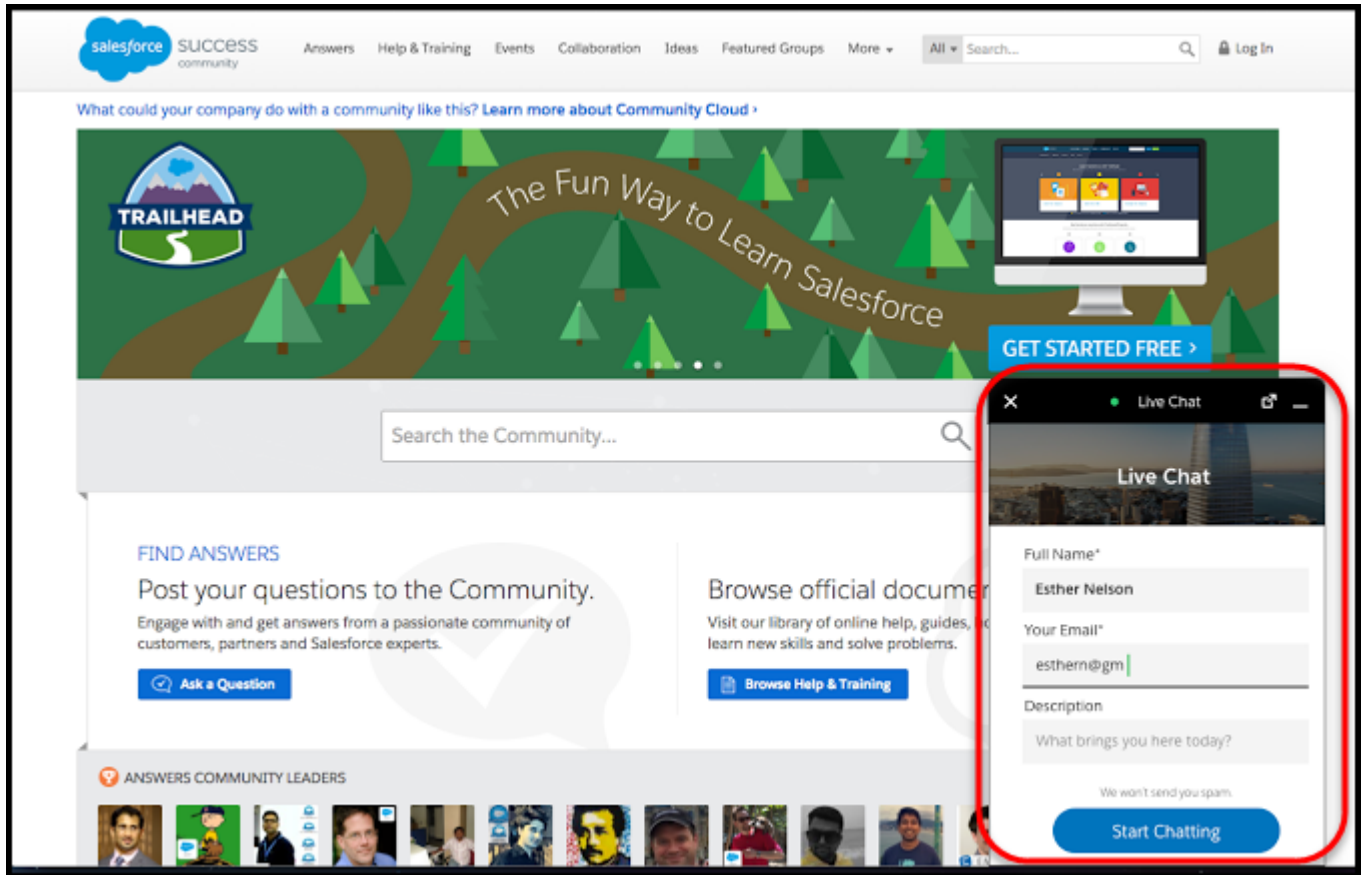 salesforce success community
Answers Help & Training Events Collaboration Ideas Featured Groups More All Search... Log In
What could your company do with a community like this? Learn more about Community Cloud ›
TRAILHEAD
The Fun Way to Learn Salesforce
GET STARTED FREE ›
Search the Community...
Live Chat
Live Chat
Full Name*
Esther Nelson
Your Email*
esthern@gm
Description
What brings you here today?
We won't send you spam.
Start Chatting
FIND ANSWERS
Post your questions to the Community.
Engage with and get answers from a passionate community of
customers, partners and Salesforce experts.
Ask a Question
Browse official documen
Visit our library of online help, guides,
learn new skills and solve problems.
Browse Help & Training
ANSWERS COMMUNITY LEADERS